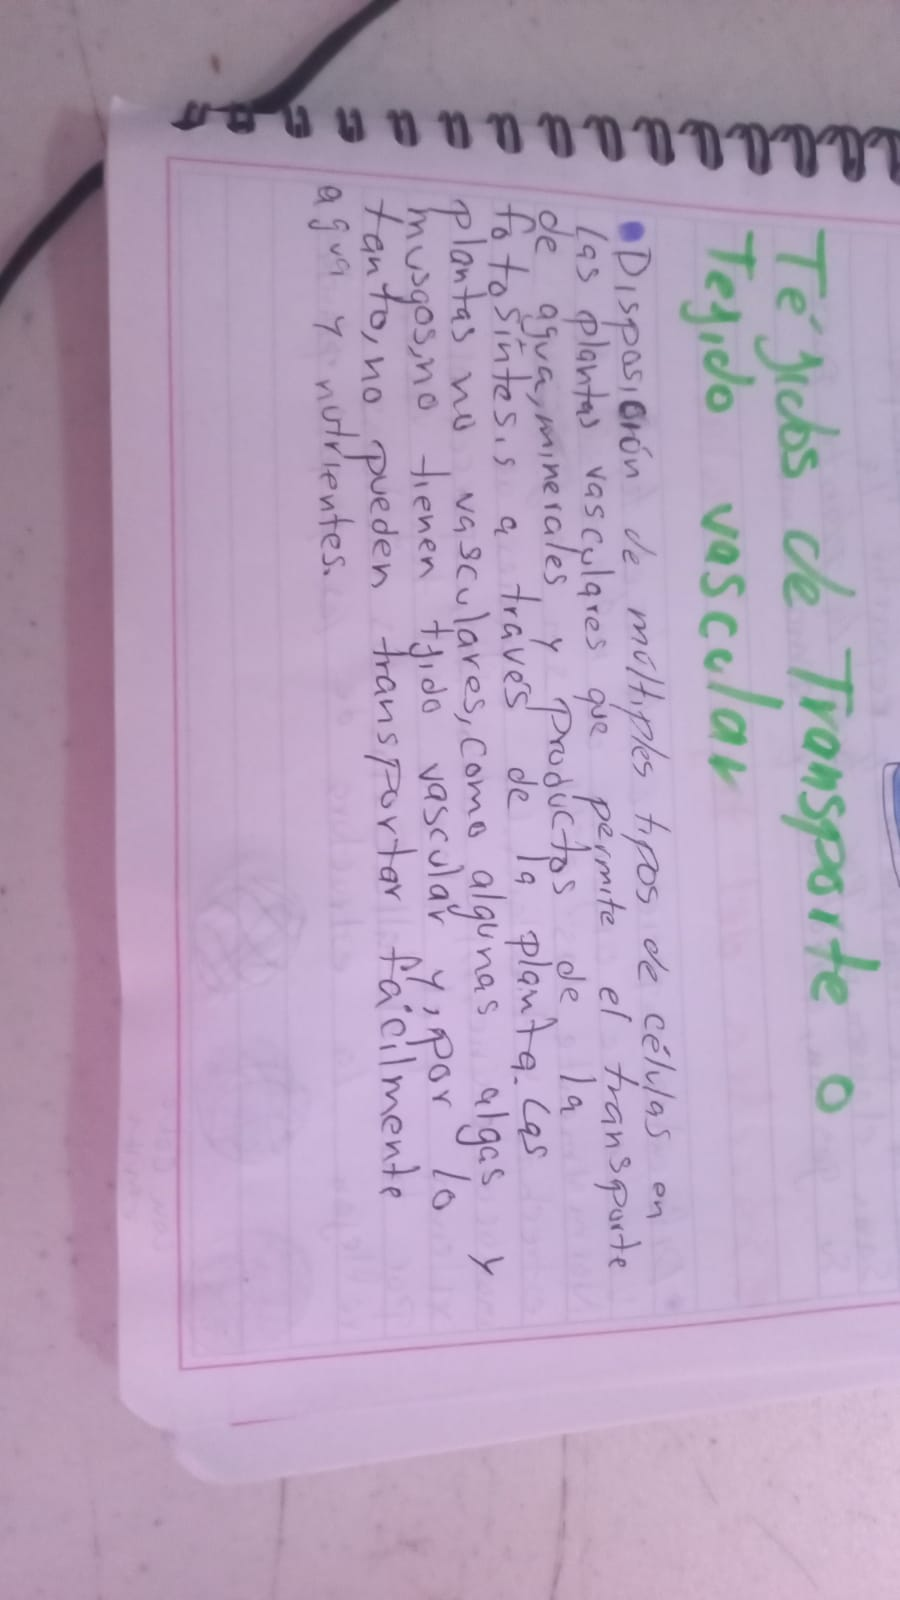 Téjidos de Transporte o
Tejido vascular
• Disposición de múltiples tipos de células en
las plantas vasculares que permite el transporte
de agua, minerales y productos de la
fotosíntesis a través de la planta. Las
plantas no vasculares, como algunas algas y
musgos, no tienen tejido vascular y, por lo
tanto, no pueden transportar fácilmente
agua y nutrientes.